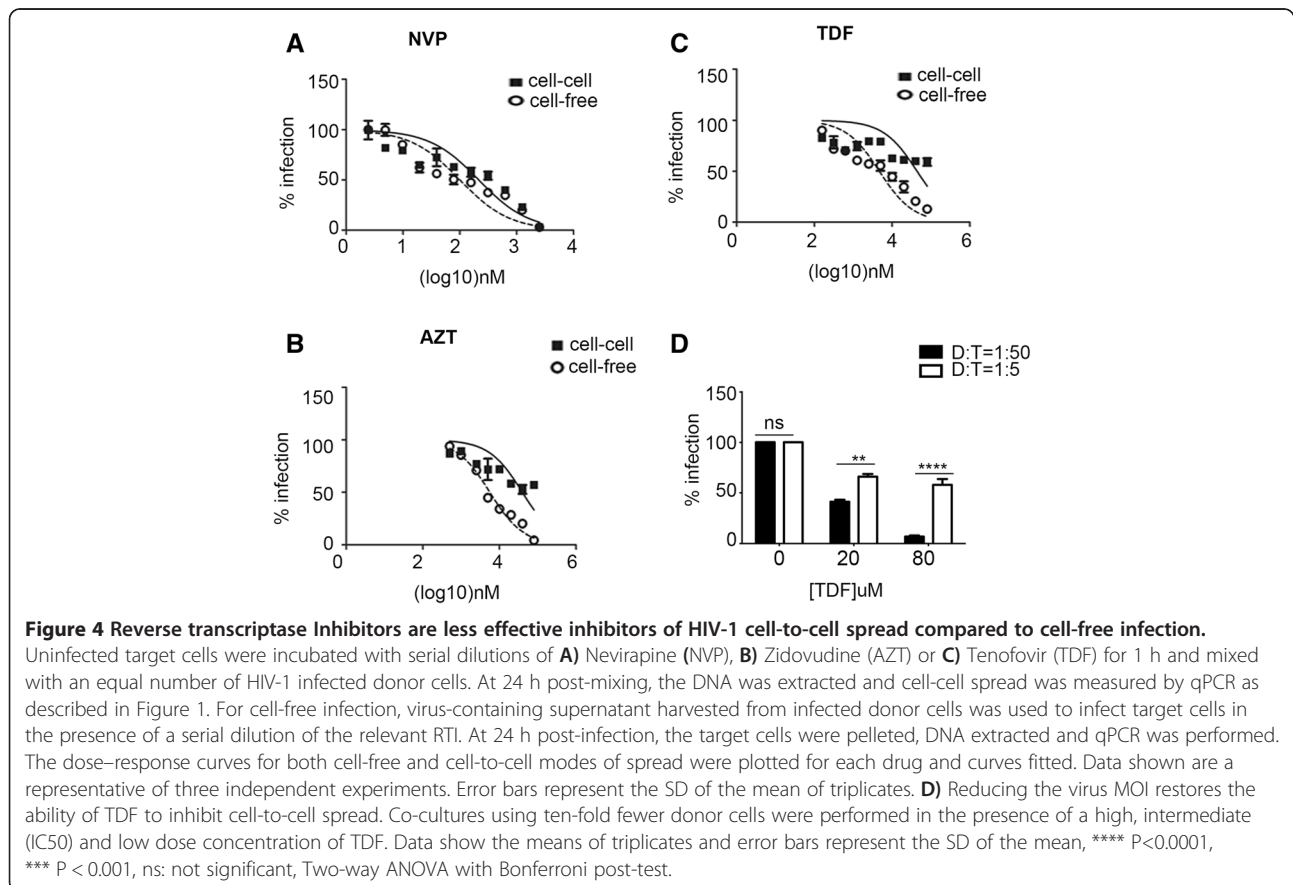 A
NVP
cell-cell
cell-free
150
100
50
0
% infection
0 1 2 3 4
(log10)nM
C
TDF
cell-cell
cell-free
150
100
50
0
% infection
0 2 4 6
(log10)nM
B
AZT
cell-cell
cell-free
150
100
50
0
% infection
0 2 4 6
(log10)nM
D
D:T=1:50
D:T=1:5
150
100
50
0
% infection
ns
**
****
0 20 80
[TDF]uM
Figure 4 Reverse transcriptase Inhibitors are less effective inhibitors of HIV-1 cell-to-cell spread compared to cell-free infection.
Uninfected target cells were incubated with serial dilutions of A) Nevirapine (NVP), B) Zidovudine (AZT) or C) Tenofovir (TDF) for 1 h and mixed
with an equal number of HIV-1 infected donor cells. At 24 h post-mixing, the DNA was extracted and cell-cell spread was measured by qPCR as
described in Figure 1. For cell-free infection, virus-containing supernatant harvested from infected donor cells was used to infect target cells in
the presence of a serial dilution of the relevant RTI. At 24 h post-infection, the target cells were pelleted, DNA extracted and qPCR was performed.
The dose–response curves for both cell-free and cell-to-cell modes of spread were plotted for each drug and curves fitted. Data shown are a
representative of three independent experiments. Error bars represent the SD of the mean of triplicates. D) Reducing the virus MOI restores the
ability of TDF to inhibit cell-to-cell spread. Co-cultures using ten-fold fewer donor cells were performed in the presence of a high, intermediate
(IC50) and low dose concentration of TDF. Data show the means of triplicates and error bars represent the SD of the mean, **** P<0.0001,
*** P < 0.001, ns: not significant, Two-way ANOVA with Bonferroni post-test.